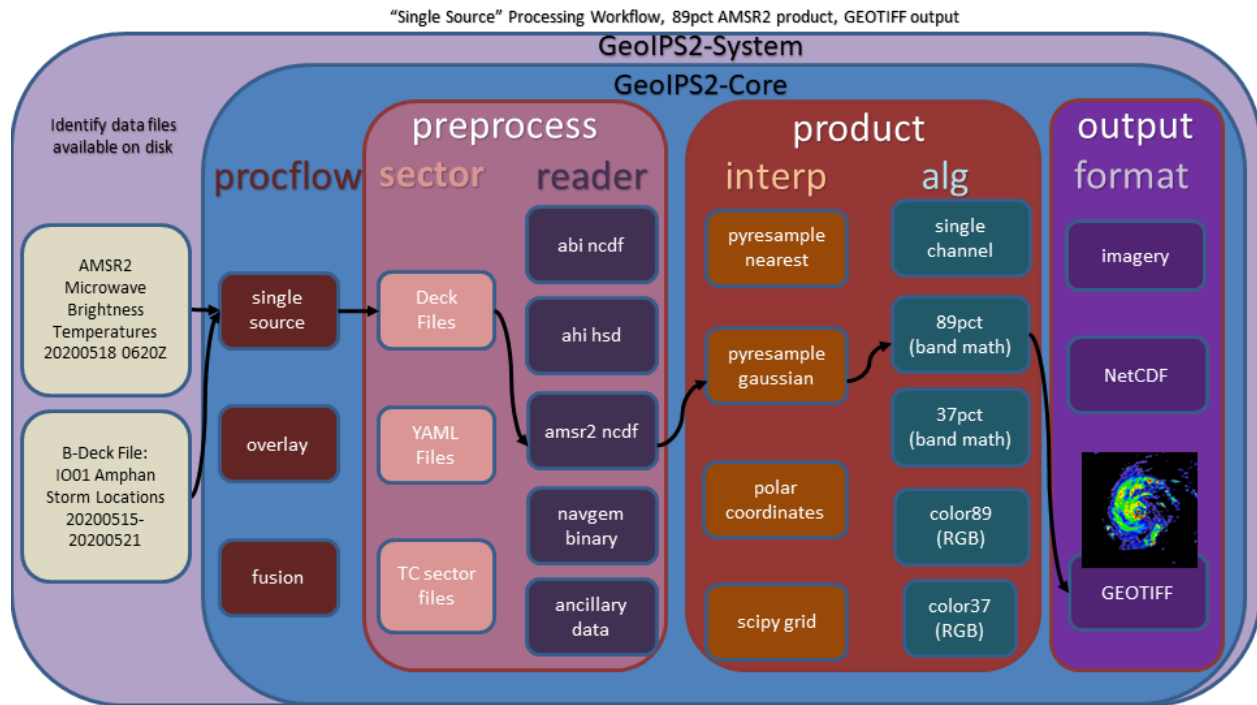 “Single Source” Processing Workflow, 89pct AMSR2 product, GEOTIFF output
GeoIPS2-System
GeoIPS2-Core
Identify data files
available on disk
AMSR2
Microwave
Brightness
Temperatures
20200518 0620Z
B-Deck File:
IO01 Amphan
Storm Locations
20200515-
20200521
procflow
single
source
overlay
fusion
preprocess
sector
Deck
Files
YAML
Files
TC sector
files
reader
abi ncdf
ahi hsd
amsr2 ncdf
navgem
binary
ancillary
data
product
interp
pyresample
nearest
pyresample
gaussian
polar
coordinates
scipy grid
alg
single
channel
89pct
(band math)
37pct
(band math)
color89
(RGB)
color37
(RGB)
output
format
imagery
NetCDF
GEOTIFF